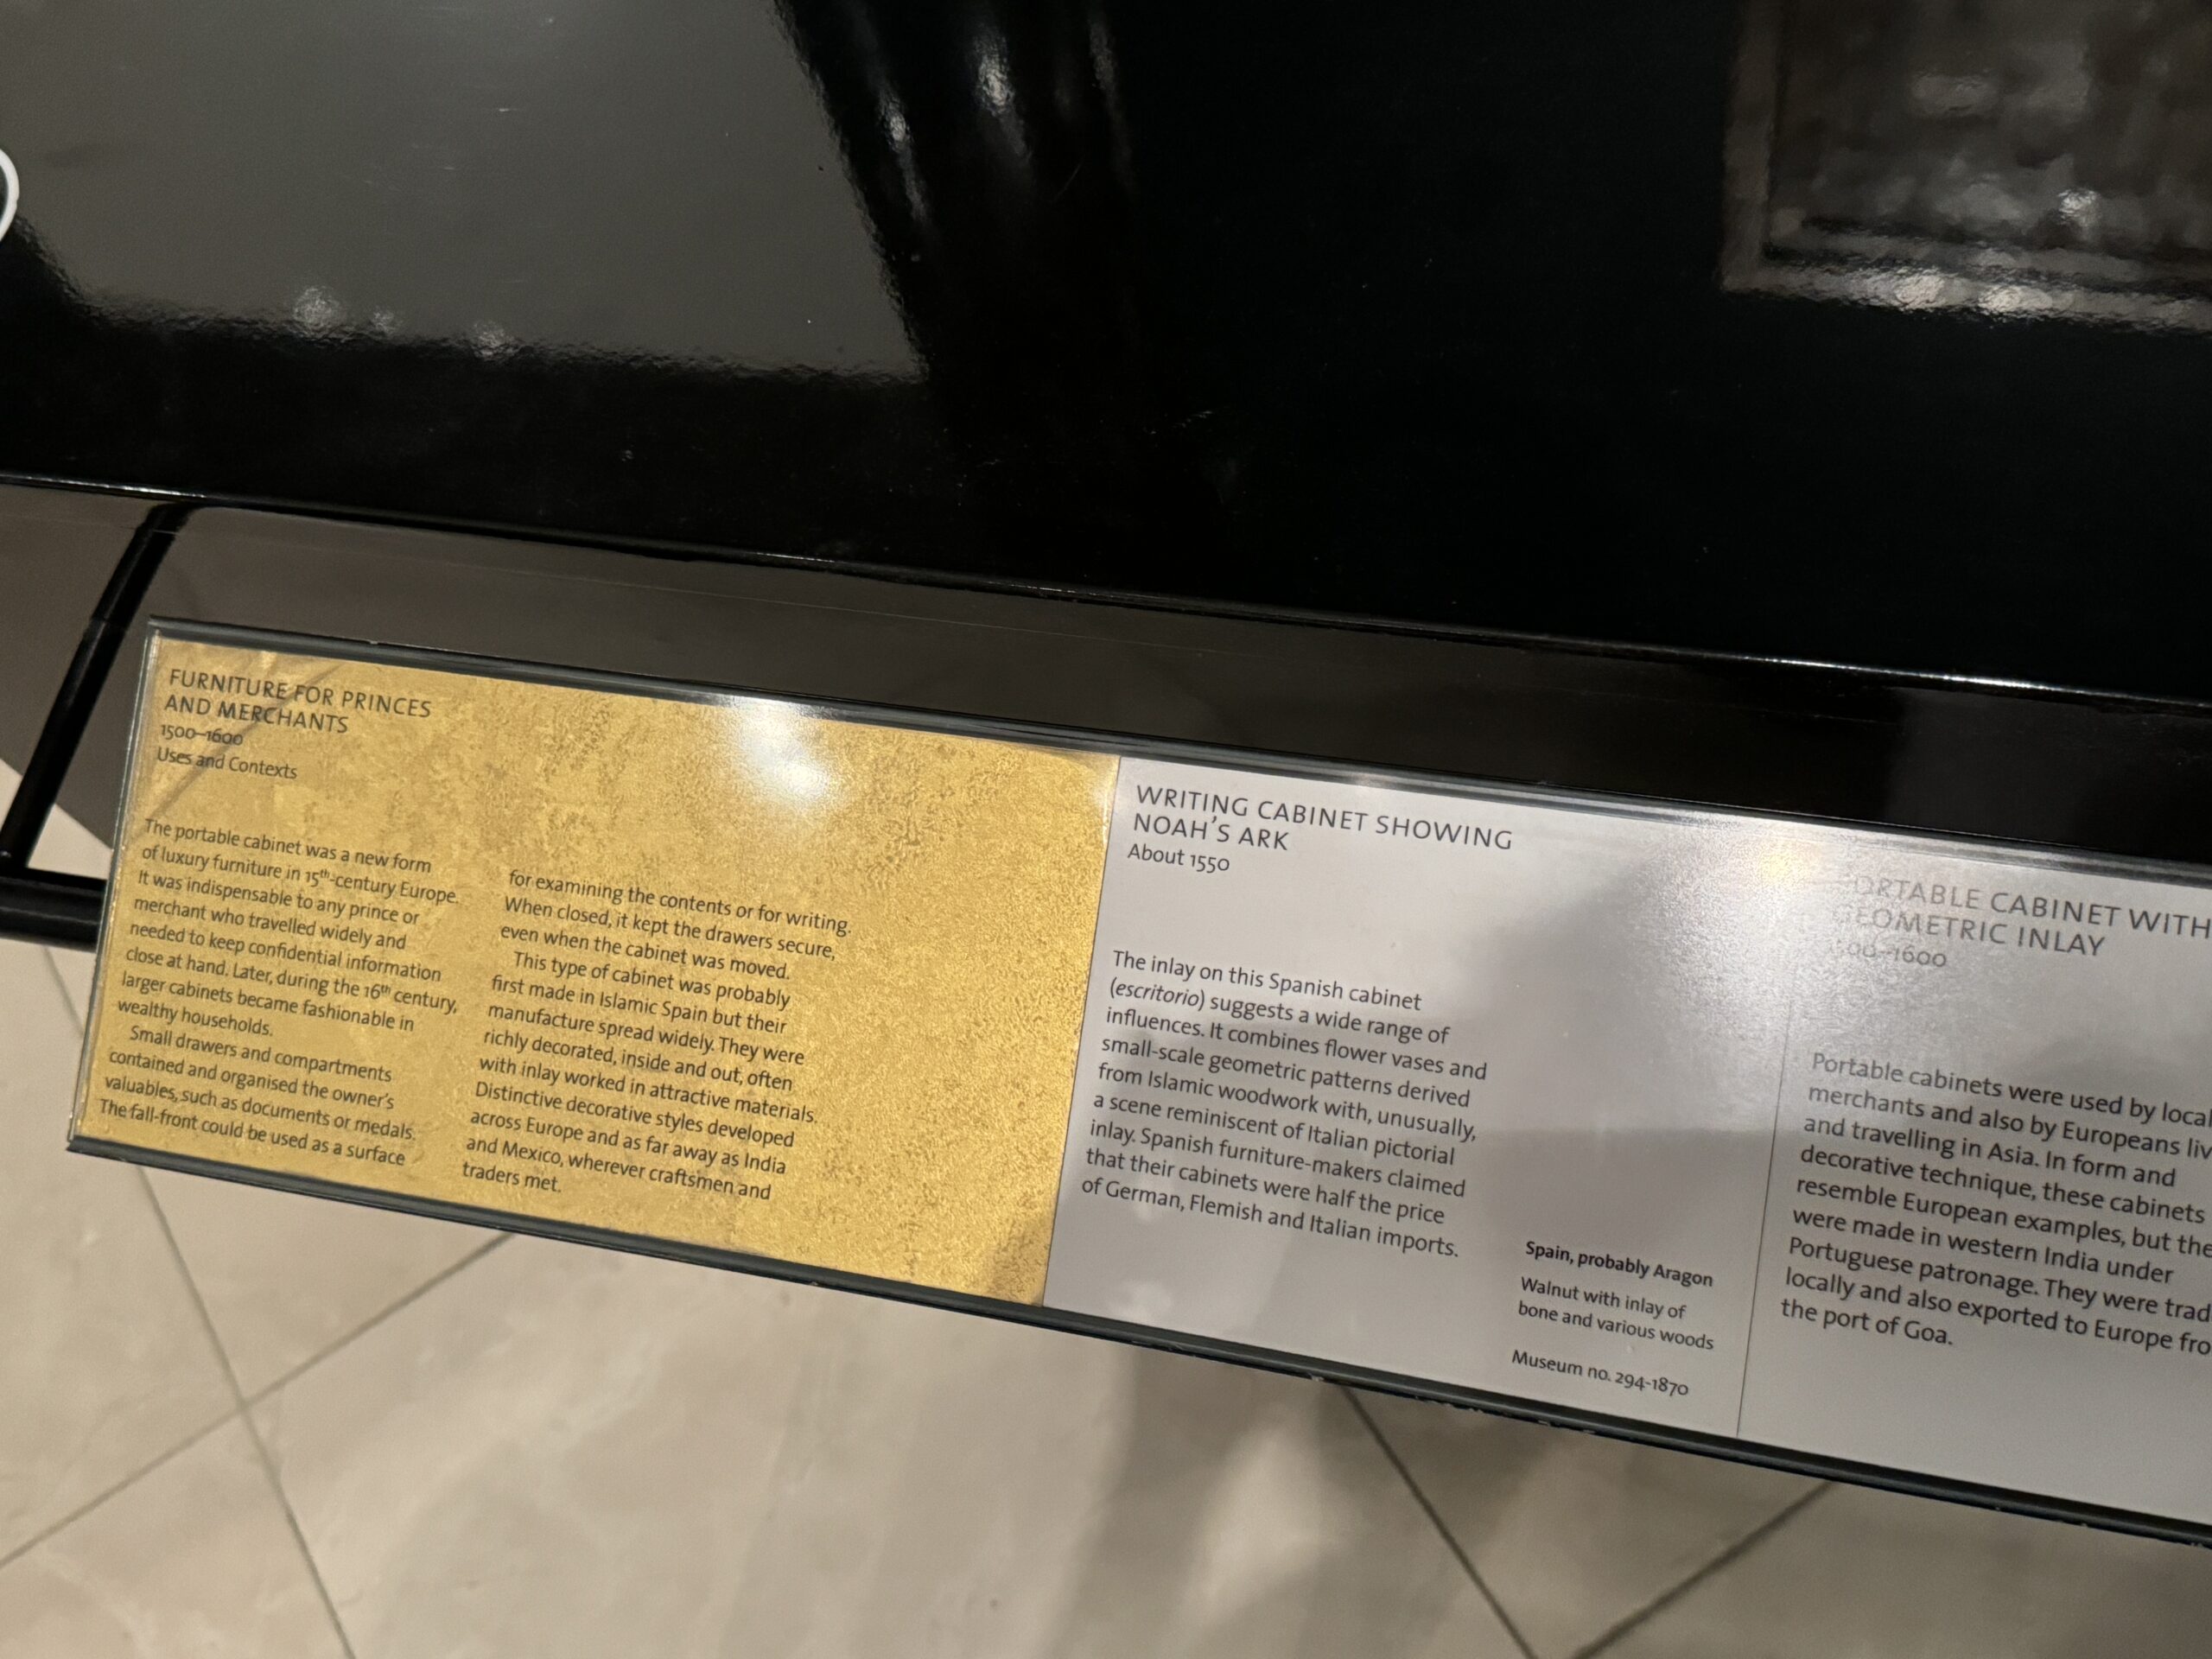 FURNITURE FOR PRINCES
AND MERCHANTS
1500–1600
Uses and Contexts
The portable cabinet was a new form
of luxury furniture in 15th-century Europe.
It was indispensable to any prince or
merchant who travelled widely and
needed to keep confidential information
close at hand. Later, during the 16th century,
larger cabinets became fashionable in
wealthy households.
Small drawers and compartments
contained and organised the owner's
valuables, such as documents or medals.
The fall-front could be used as a surface
for examining the contents or for writing.
When closed, it kept the drawers secure,
even when the cabinet was moved.
This type of cabinet was probably
first made in Islamic Spain but their
manufacture spread widely. They were
richly decorated, inside and out, often
with inlay worked in attractive materials.
Distinctive decorative styles developed
across Europe and as far away as India
and Mexico, wherever craftsmen and
traders met.
WRITING CABINET SHOWING
NOAH'S ARK
About 1550
The inlay on this Spanish cabinet
(escritorio) suggests a wide range of
influences. It combines flower vases and
small-scale geometric patterns derived
from Islamic woodwork with, unusually,
a scene reminiscent of Italian pictorial
inlay. Spanish furniture-makers claimed
that their cabinets were half the price
of German, Flemish and Italian imports.
Spain, probably Aragon
Walnut with inlay of
bone and various woods
Museum no. 294-1870
PORTABLE CABINET WITH
GEOMETRIC INLAY
Portable cabinets were used by local
merchants and also by Europeans
and travelling in Asia. In form and
decorative technique, these cabinets
resemble European examples, but
were made in western India under
Portuguese patronage. They were
locally and also exported to Europe
the port of Goa.